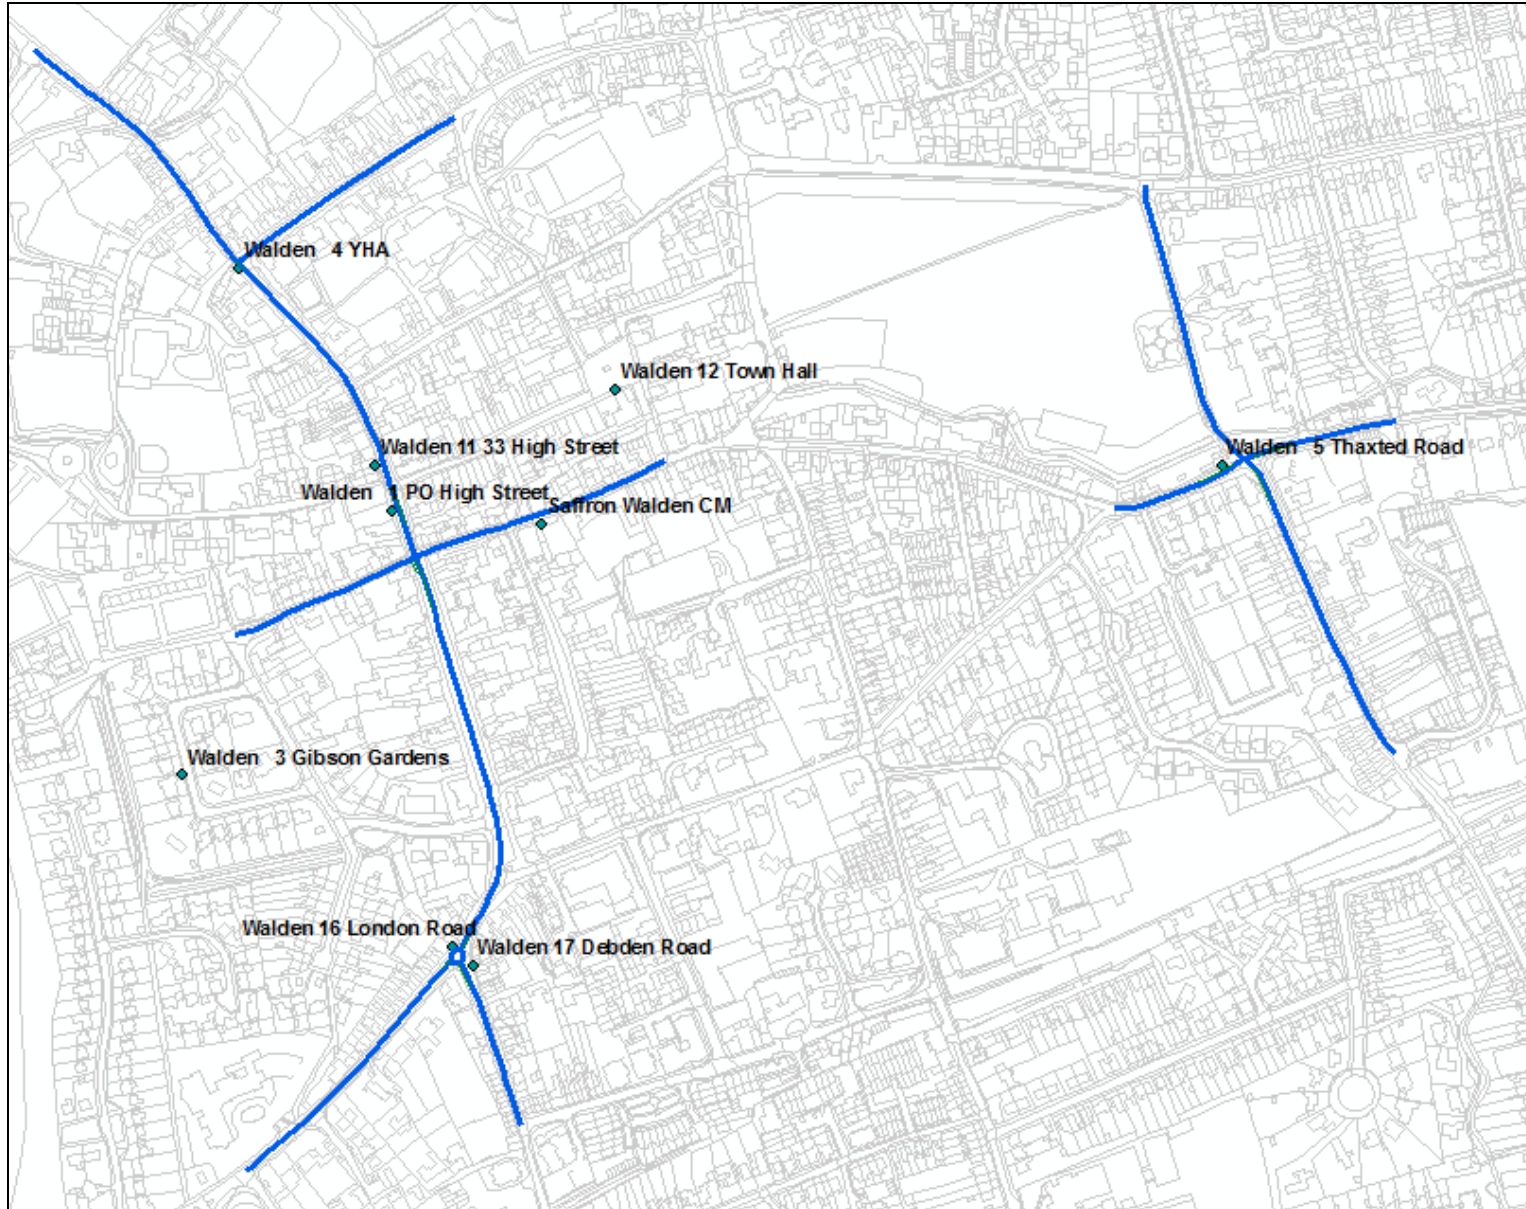 Walden 4 YHA
Walden 12 Town Hall
Walden 11 33 High Street
Walden 5 Thaxted Road
Walden 1 PO High Street
Saffron Walden CM
Walden 3 Gibson Gardens
Walden 16 London Road
Walden 17 Debden Road